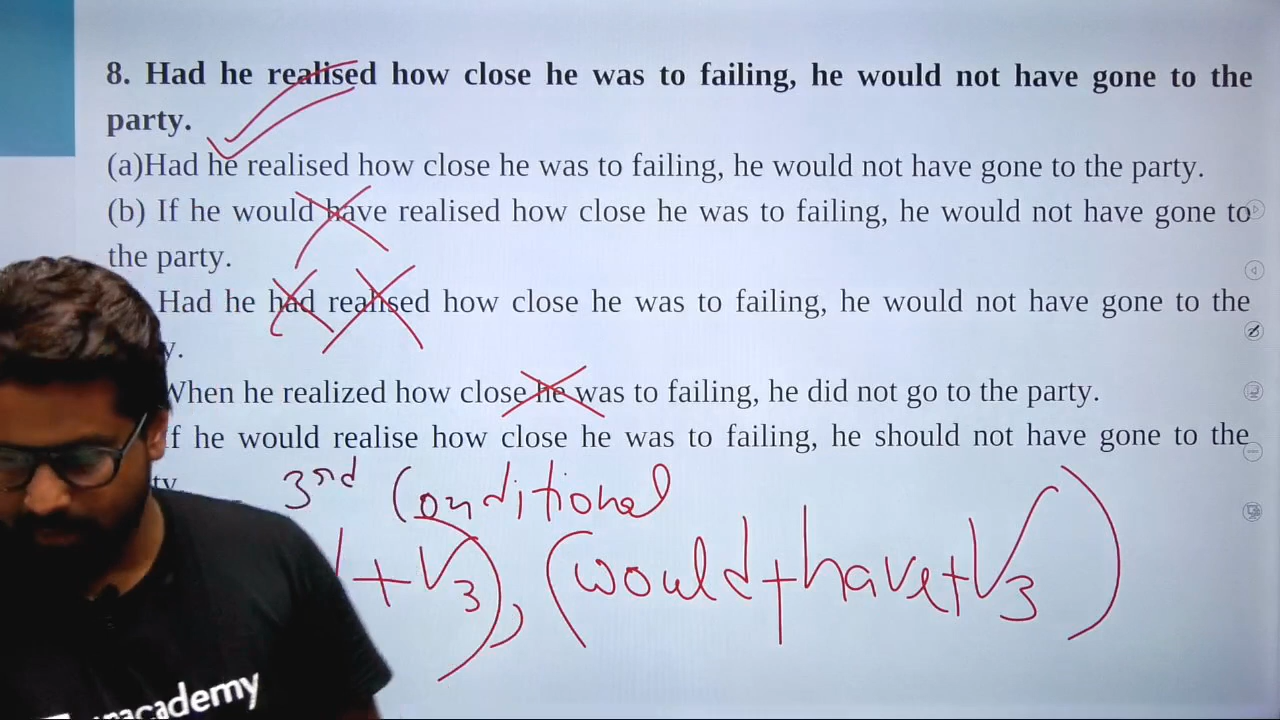 8. Had he realised how close he was to failing, he would not have gone to the
party.
(a)Had he realised how close he was to failing, he would not have gone to the party.
(b) If he would have realised how close he was to failing, he would not have gone to
the party.
Had he had realised how close he was to failing, he would not have gone to the
y.
When he realized how close he was to failing, he did not go to the party.
If he would realise how close he was to failing, he should not have gone to the
ty.
3rd Conditional
+ V3), (would+have+V3)
nacademy